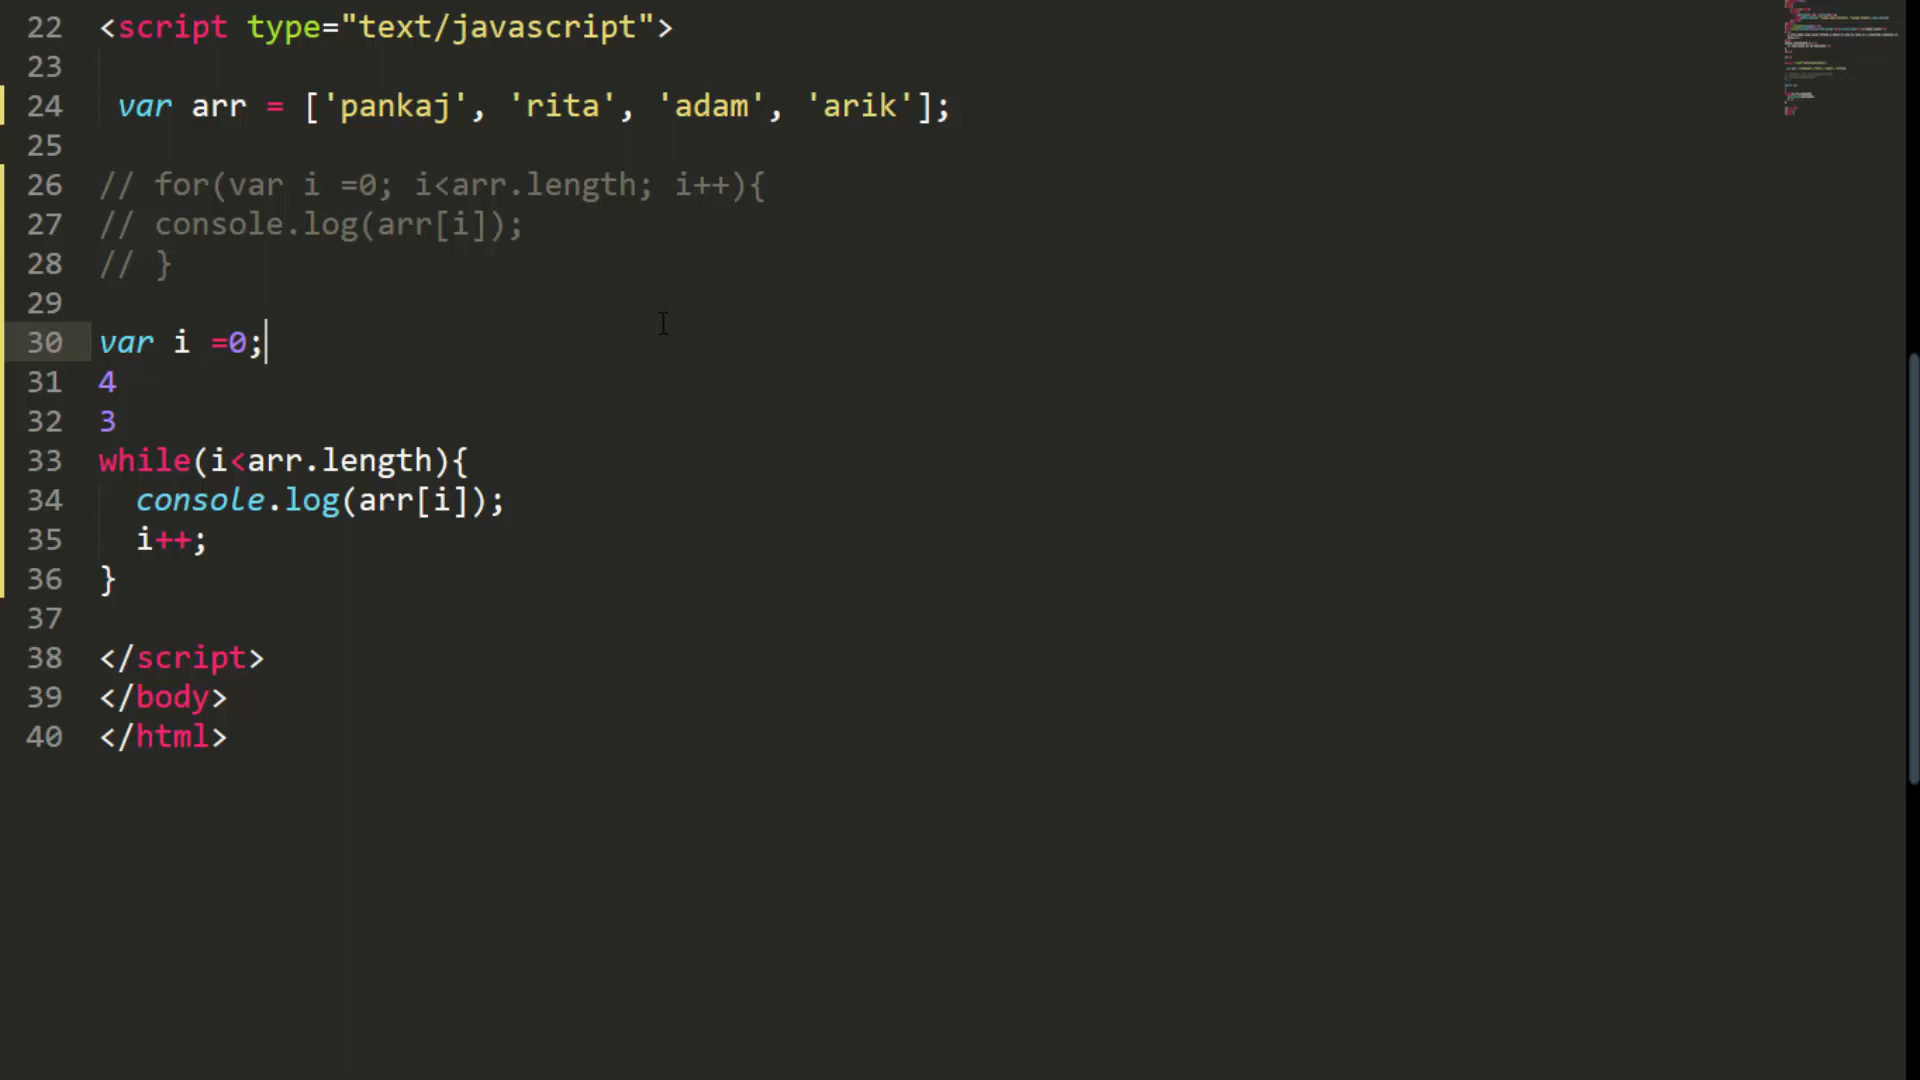 22 <script type="text/javascript">
23
24 var arr = ['pankaj', 'rita', 'adam', 'arik'];
25
26 // for(var i =0; i<arr.length; i++){
27 // console.log(arr[i]);
28 // }
29
30 var i =0;
31 4
32 3
33 while(i<arr.length){
34 console.log(arr[i]);
35 i++;
36 }
37
38 </script>
39 </body>
40 </html>